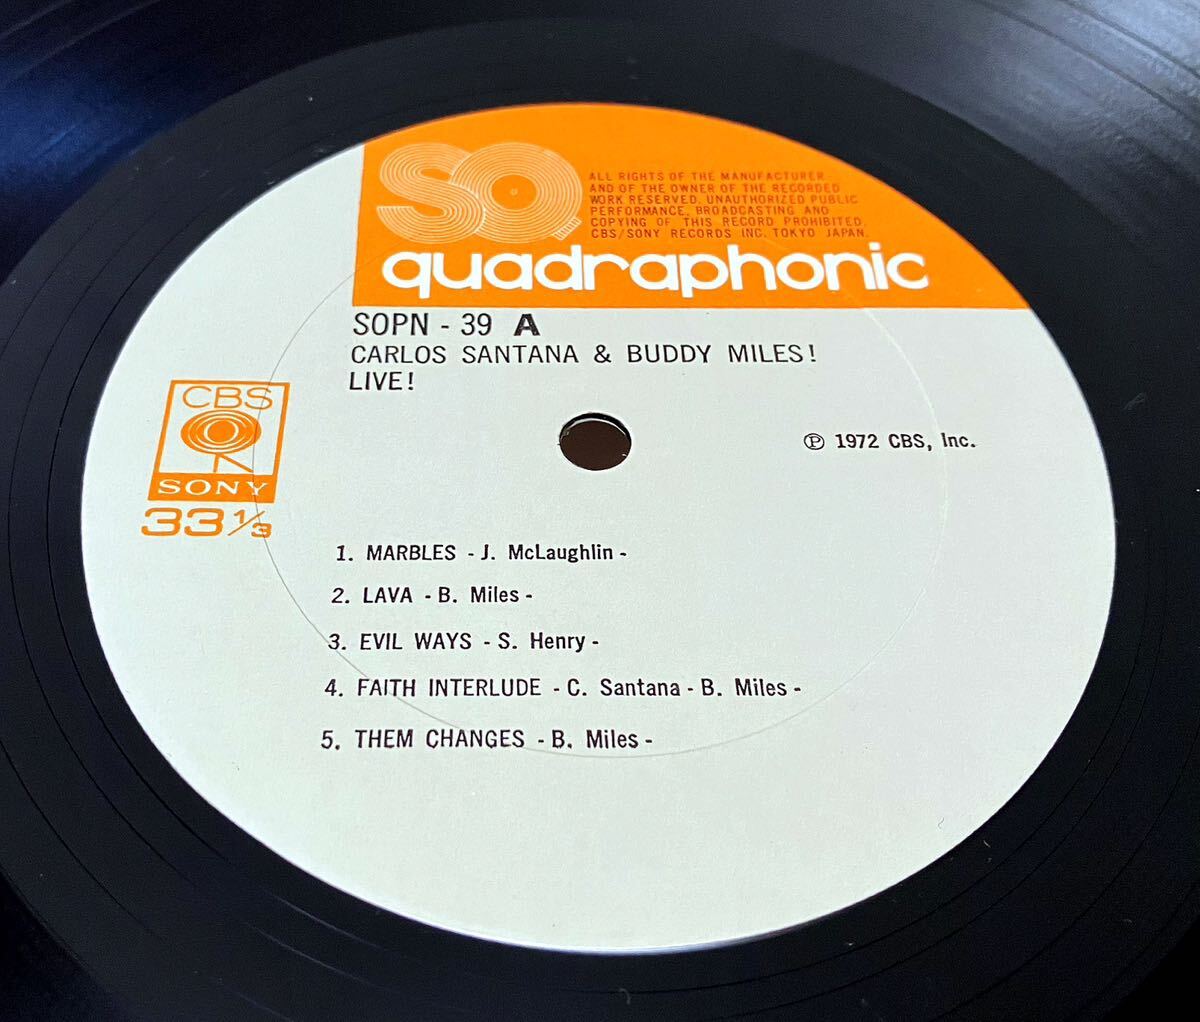 SQ
ALL RIGHTS OF THE MANUFACTURER
AND OF THE OWNER OF THE RECORDED
WORK RESERVED. UNAUTHORIZED PUBLIC
PERFORMANCE, BROADCASTING AND
COPYING OF THIS RECORD PROHIBITED.
CBS/SONY RECORDS INC. TOKYO JAPAN.
quadraphonic
SOPN - 39 A
CARLOS SANTANA & BUDDY MILES!
LIVE!
CBS
SONY
33 1/3
℗ 1972 CBS, Inc.
1. MARBLES - J. McLaughlin -
2. LAVA - B. Miles -
3. EVIL WAYS - S. Henry -
4. FAITH INTERLUDE - C. Santana - B. Miles -
5. THEM CHANGES - B. Miles -